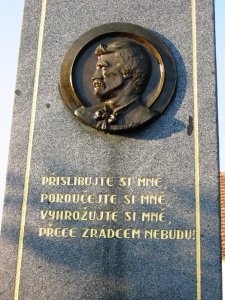 PŘISLIBUJTE SI MNĚ,
POROUČEJTE SI MNĚ,
VYHROŽUJTE SI MNĚ,
PŘECE ZRÁDCEM NEBUDU!